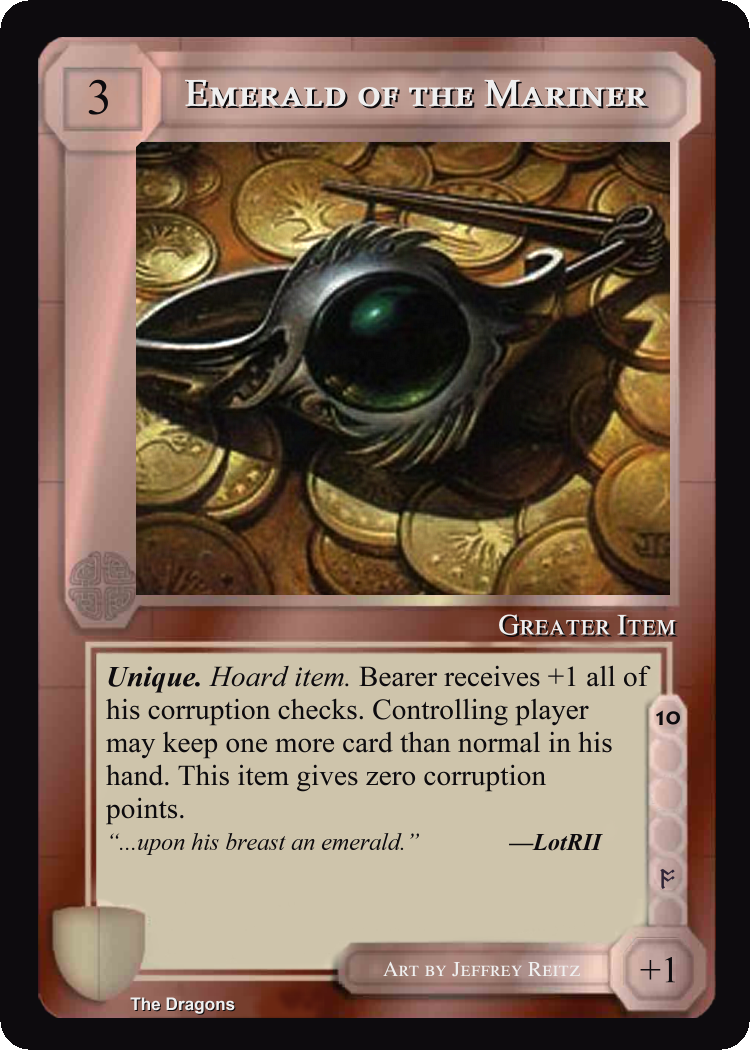 3
EMERALD OF THE MARINER
GREATER ITEM
Unique. Hoard item. Bearer receives +1 all of
his corruption checks. Controlling player
may keep one more card than normal in his
hand. This item gives zero corruption
points.
“...upon his breast an emerald.” —LotRII
10
ART BY JEFFREY REITZ
+1
The Dragons